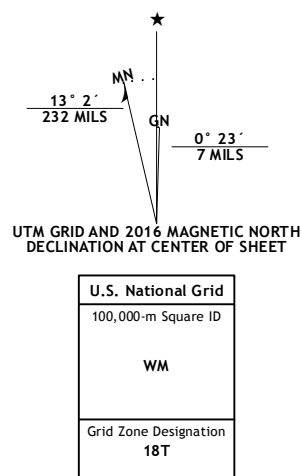 ★
MN
13° 2´
232 MILS
GN
0° 23´
7 MILS
UTM GRID AND 2016 MAGNETIC NORTH
DECLINATION AT CENTER OF SHEET
U.S. National Grid
100,000-m Square ID
WM
Grid Zone Designation
18T